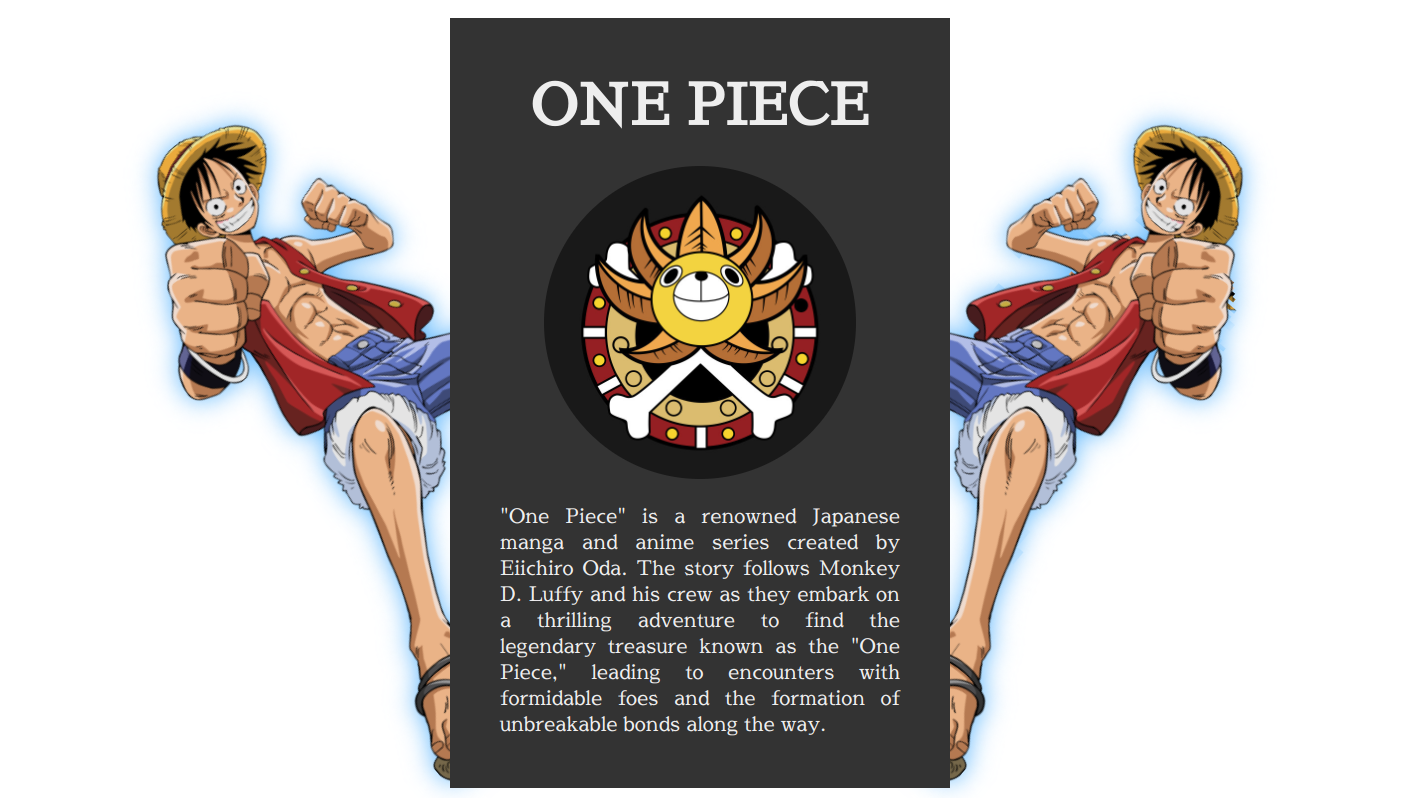 ONE PIECE
"One Piece" is a renowned Japanese
manga and anime series created by
Eiichiro Oda. The story follows Monkey
D. Luffy and his crew as they embark on
a thrilling adventure to find the
legendary treasure known as the "One
Piece," leading to encounters with
formidable foes and the formation of
unbreakable bonds along the way.